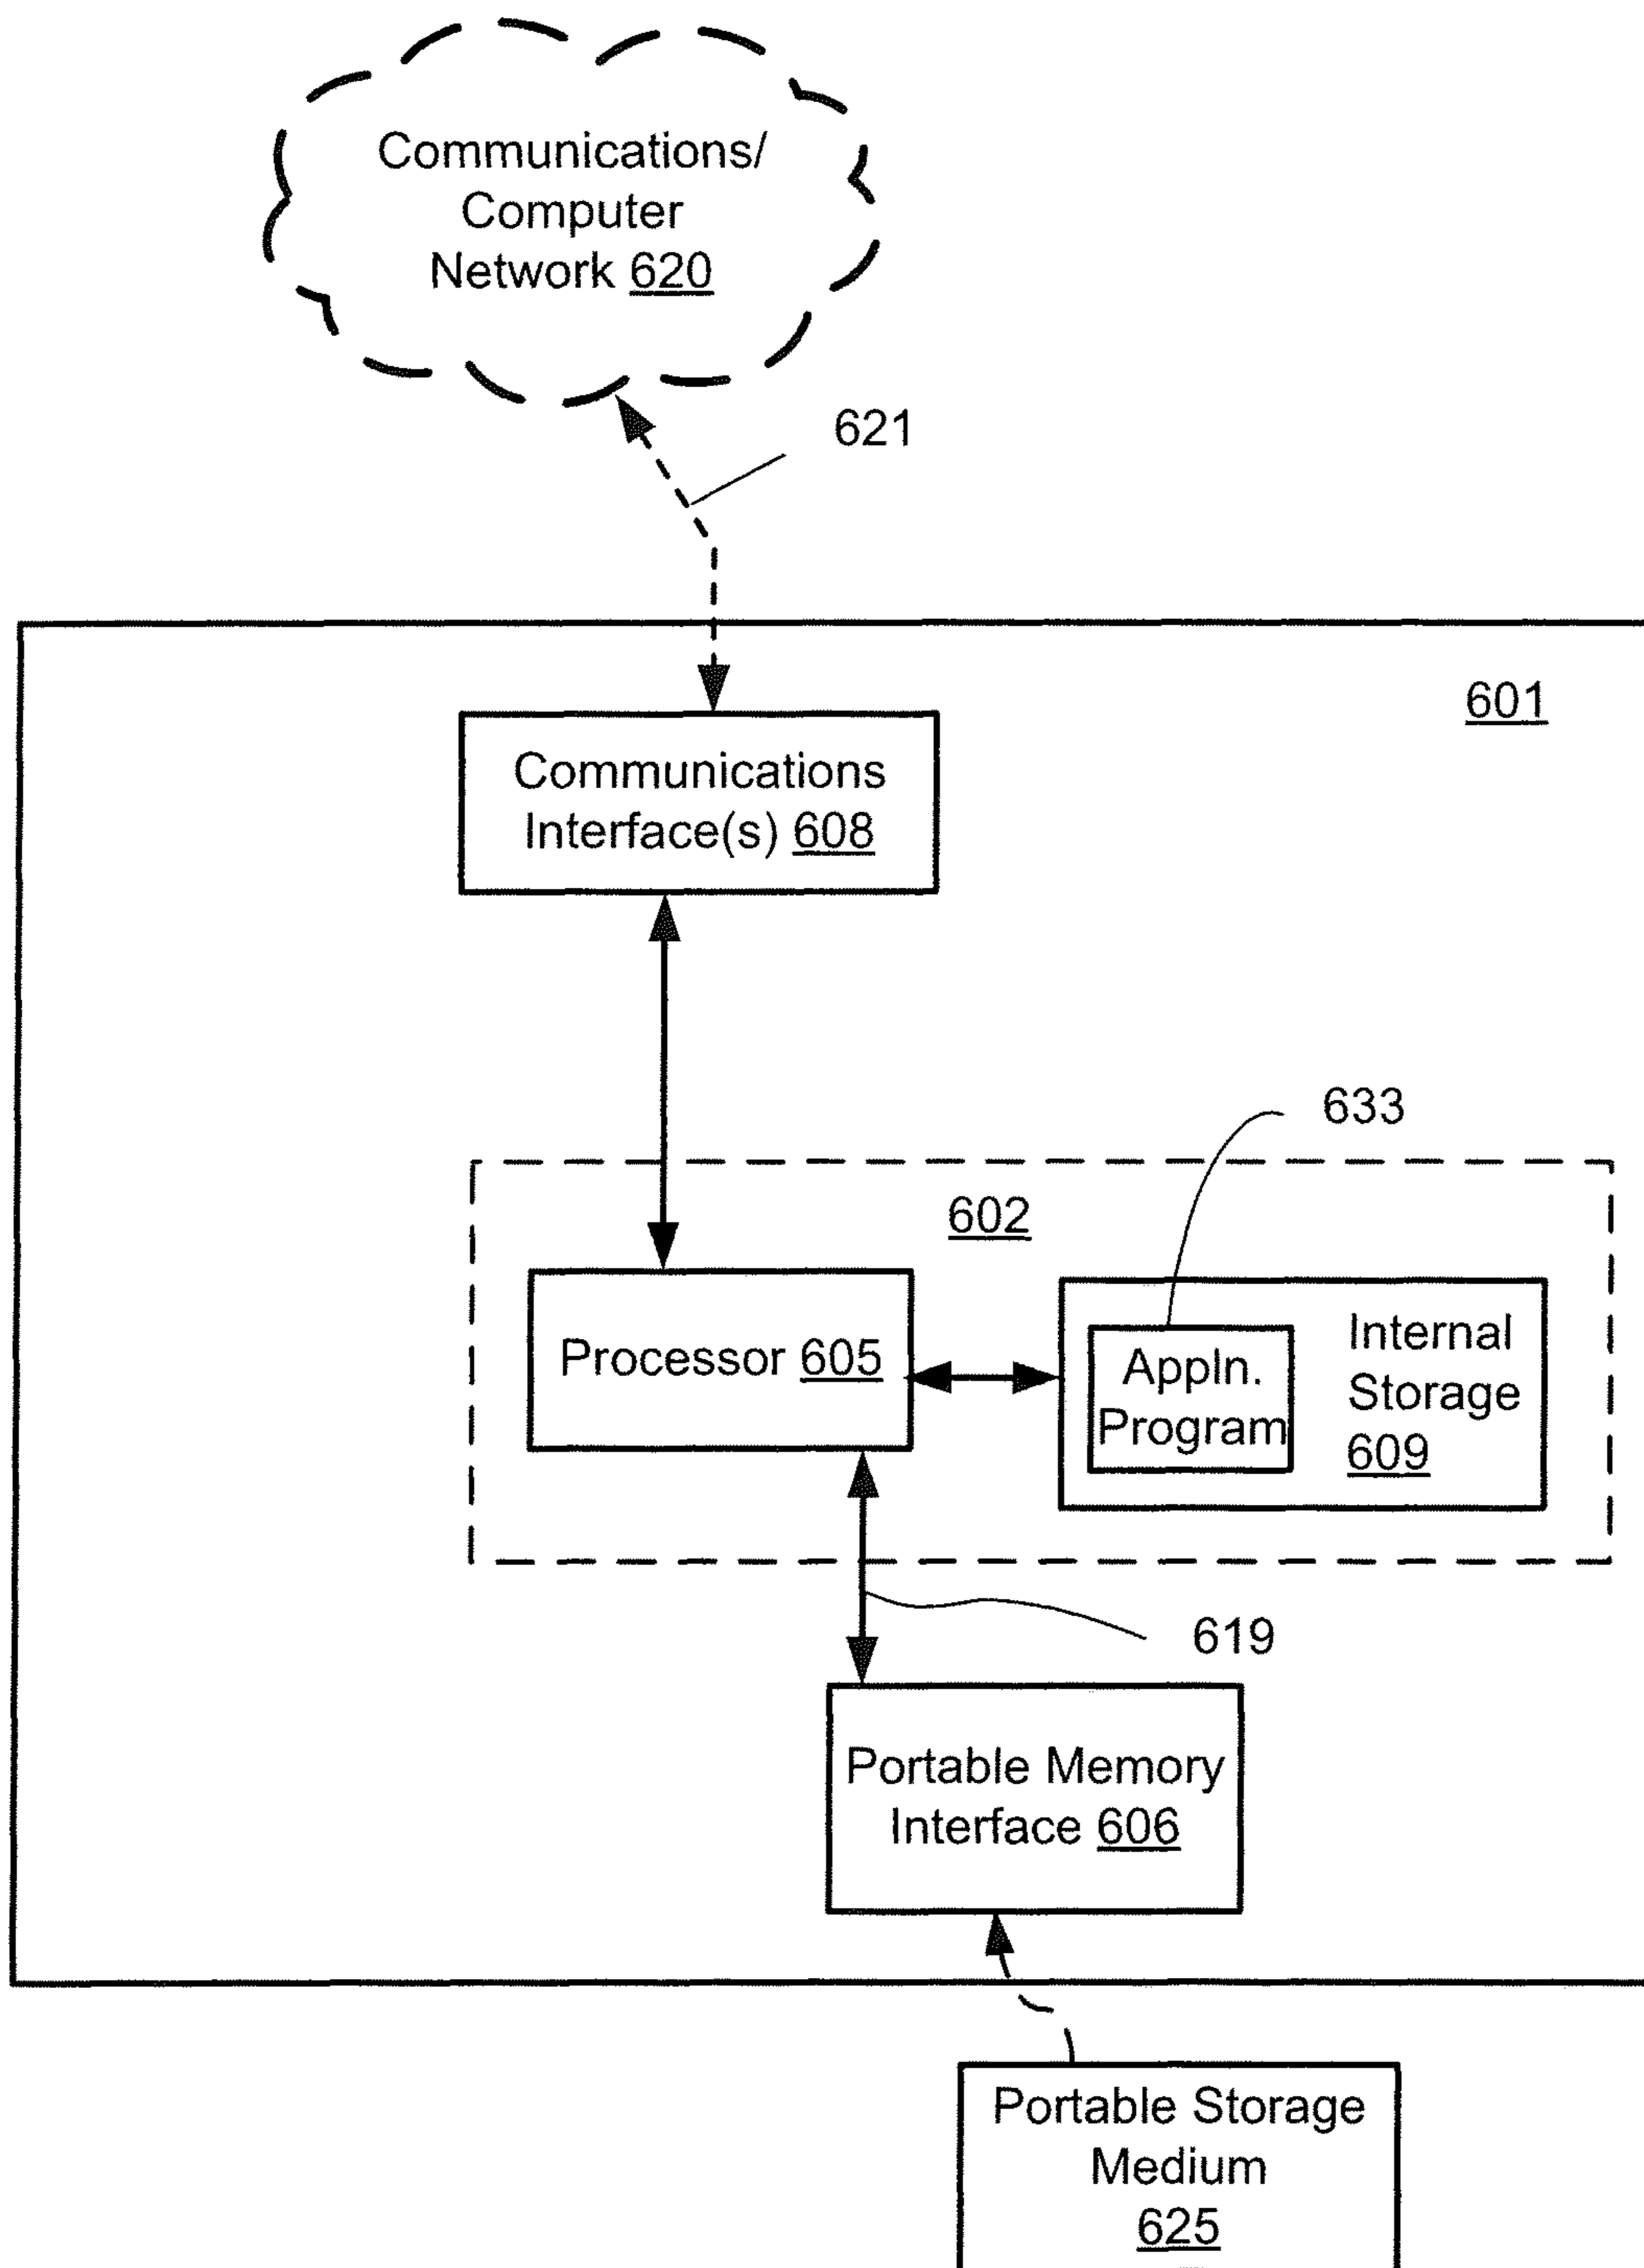 Communications/
Computer
Network 620
621
601
Communications
Interface(s) 608
633
602
Processor 605
Appln.
Program
Internal
Storage
609
619
Portable Memory
Interface 606
Portable Storage
Medium
625